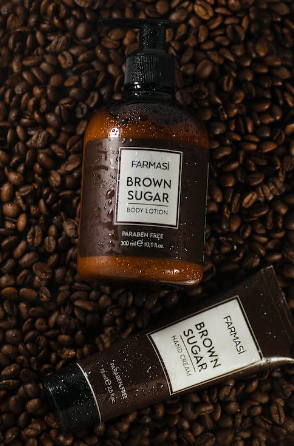 FARMASİ
BROWN
SUGAR
BODY LOTION
PARABEN FREE
300 ml ℮ 10,1 fl.oz.
FARMASİ
BROWN
SUGAR
HAND CREAM
PARABEN FREE